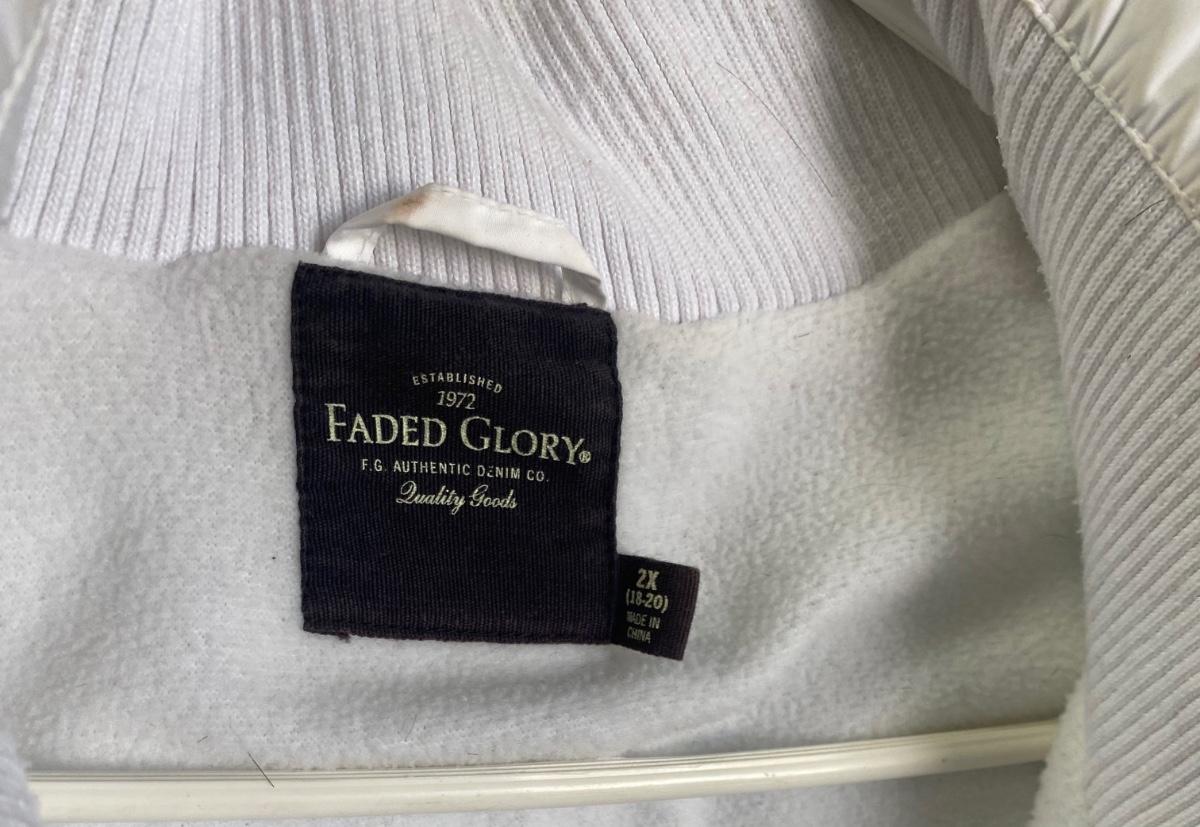 ESTABLISHED
1972
FADED GLORY®
F.G. AUTHENTIC DENIM CO.
Quality Goods
2X
(18-20)
MADE IN
CHINA